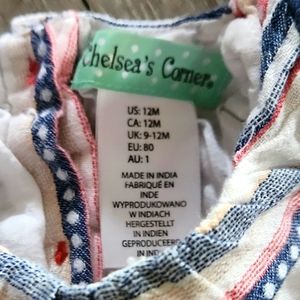 Chelsea's Corner
US: 12M
CA: 12M
UK: 9-12M
EU: 80
AU: 1
MADE IN INDIA
FABRIQUÉ EN
INDE
WYPRODUKOWANO
W INDIACH
HERGESTELLT
IN INDIEN
GEPRODUCEERD
IN